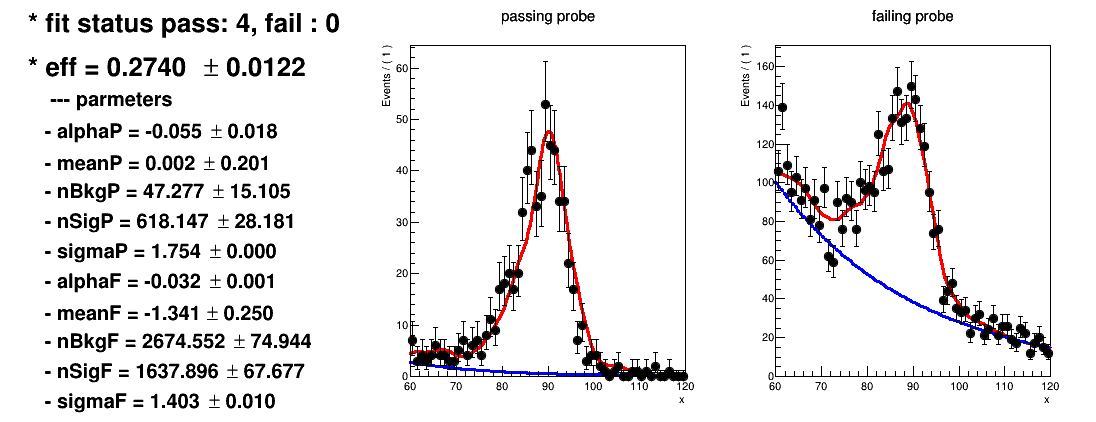 * fit status pass: 4, fail : 0
* eff = 0.2740 ± 0.0122
--- parmeters
- alphaP = -0.055 ± 0.018
- meanP = 0.002 ± 0.201
- nBkgP = 47.277 ± 15.105
- nSigP = 618.147 ± 28.181
- sigmaP = 1.754 ± 0.000
- alphaF = -0.032 ± 0.001
- meanF = -1.341 ± 0.250
- nBkgF = 2674.552 ± 74.944
- nSigF = 1637.896 ± 67.677
- sigmaF = 1.403 ± 0.010
passing probe
Events / ( 1 )
60
50
40
30
20
10
0
60 70 80 90 100 110 120
x
failing probe
Events / ( 1 )
160
140
120
100
80
60
40
20
0
60 70 80 90 100 110 120
x